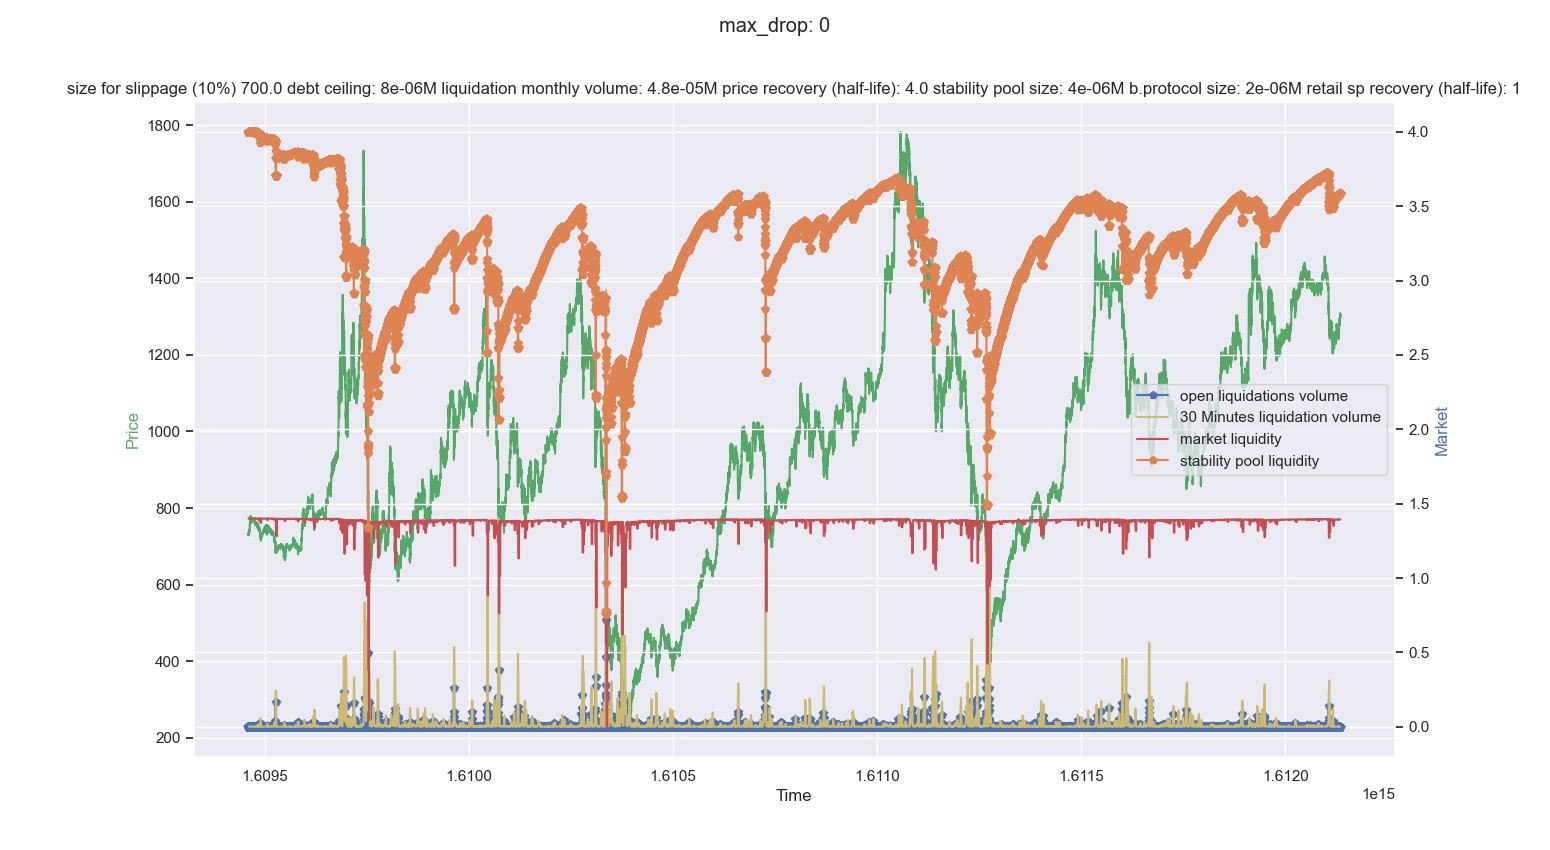 max_drop: 0
size for slippage (10%) 700.0 debt ceiling: 8e-06M liquidation monthly volume: 4.8e-05M price recovery (half-life): 4.0 stability pool size: 4e-06M b.protocol size: 2e-06M retail sp recovery (half-life): 1
1800
1600
1400
1200
1000
800
600
400
200
Price
4.0
3.5
3.0
2.5
2.0
1.5
1.0
0.5
0.0
Market
open liquidations volume
30 Minutes liquidation volume
market liquidity
stability pool liquidity
1.6095 1.6100 1.6105 1.6110 1.6115 1.6120
Time
1e15